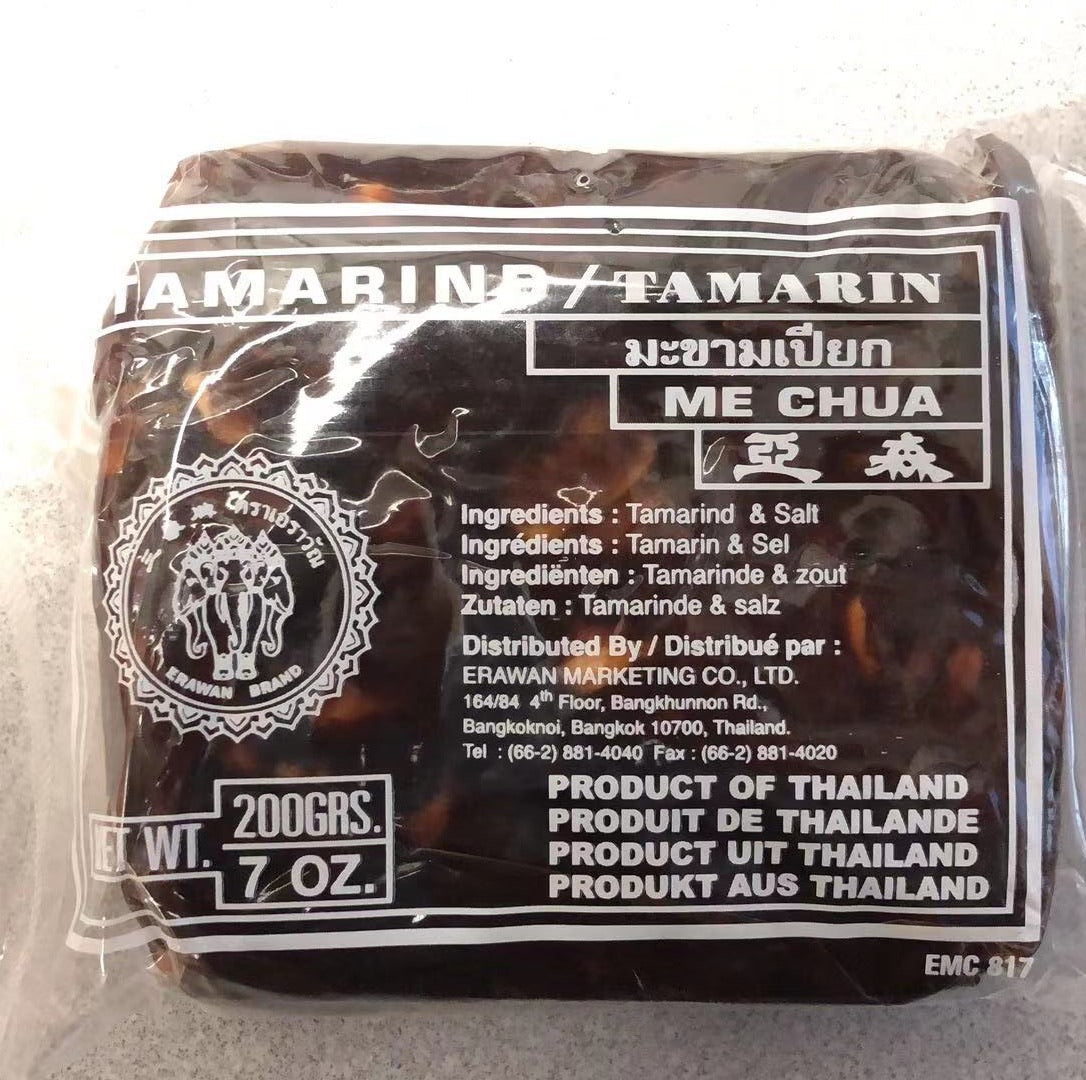 TAMARIND / TAMARIN
มะขามเปียก
ME CHUA
亞森
ตราเอราวัณ
ERAWAN BRAND
Ingredients : Tamarind & Salt
Ingrédients : Tamarin & Sel
Ingrediënten : Tamarinde & zout
Zutaten : Tamarinde & salz
Distributed By / Distribué par :
ERAWAN MARKETING CO., LTD.
164/84 4th Floor, Bangkhunnon Rd.,
Bangkoknoi, Bangkok 10700, Thailand.
Tel : (66-2) 881-4040 Fax : (66-2) 881-4020
NET WT. 200GRS.
7 OZ.
PRODUCT OF THAILAND
PRODUIT DE THAILANDE
PRODUCT UIT THAILAND
PRODUKT AUS THAILAND
EMC 817